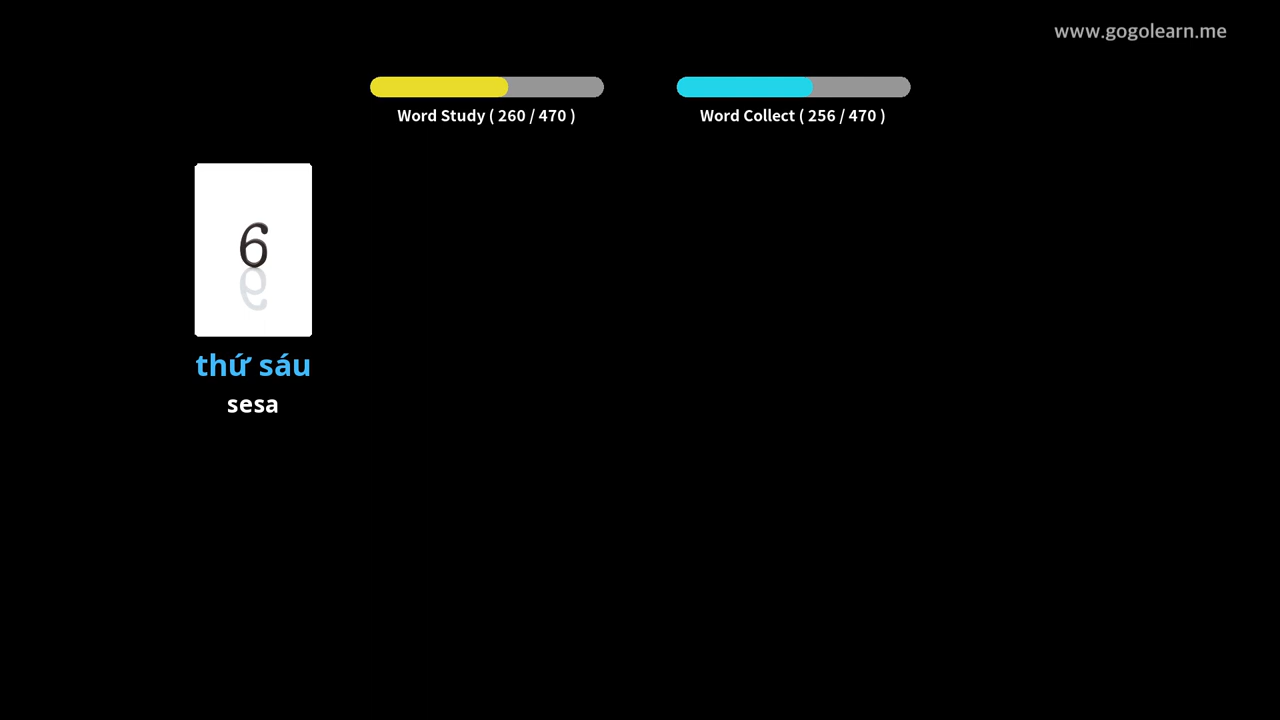 www.gogolearn.me
Word Study ( 260 / 470 )
Word Collect ( 256 / 470 )
6
thứ sáu
sesa